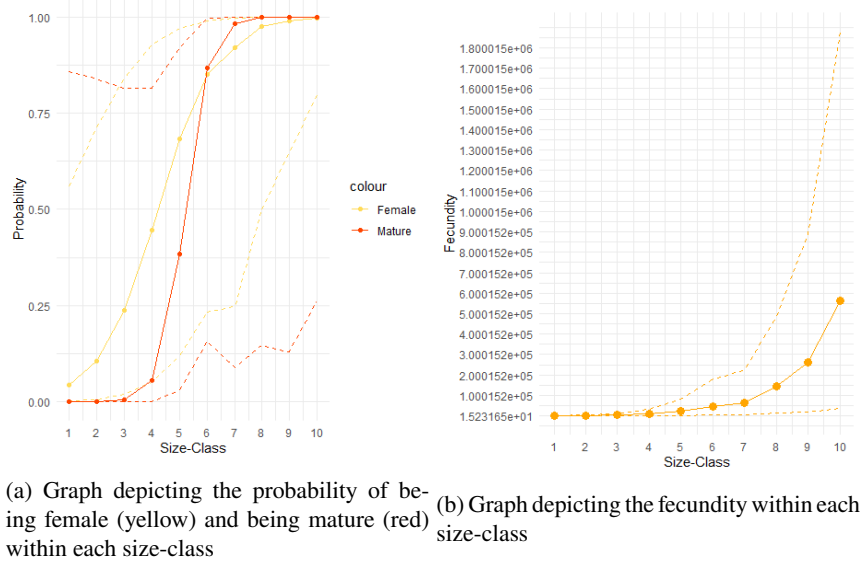 1.00
0.75
0.50
0.25
0.00
Probability
1 2 3 4 5 6 7 8 9 10
Size-Class
colour
Female
Mature
1.800015e+06
1.700015e+06
1.600015e+06
1.500015e+06
1.400015e+06
1.300015e+06
1.200015e+06
1.100015e+06
1.000015e+06
9.000152e+05
8.000152e+05
7.000152e+05
6.000152e+05
5.000152e+05
4.000152e+05
3.000152e+05
2.000152e+05
1.000152e+05
1.523165e+01
Fecundity
1 2 3 4 5 6 7 8 9 10
Size-Class
(a) Graph depicting the probability of be-
ing female (yellow) and being mature (red)
within each size-class
(b) Graph depicting the fecundity within each
size-class